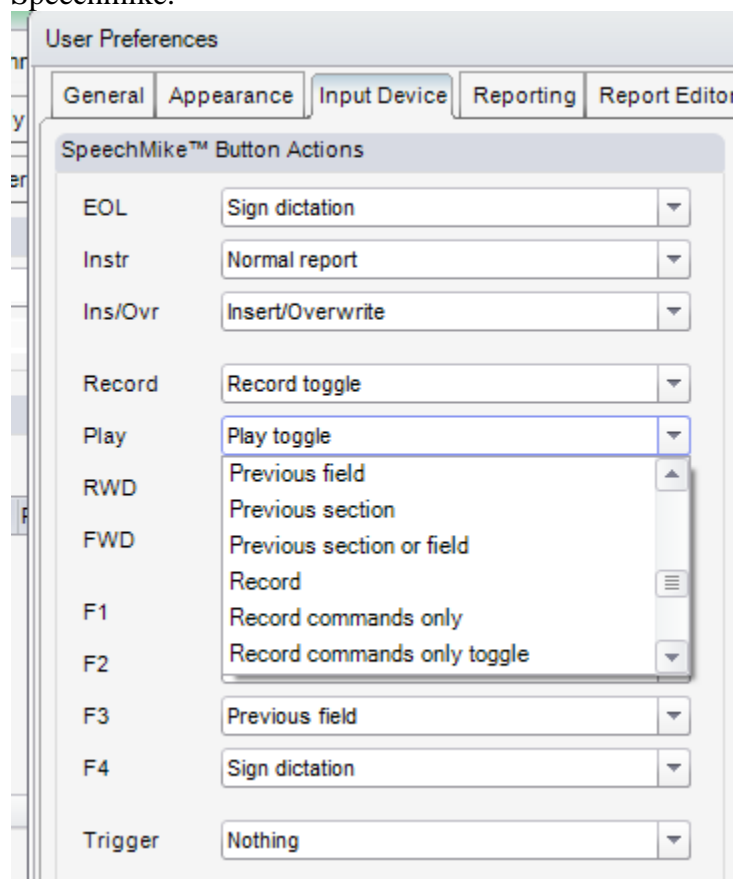 Speechmike.
User Preferences
General Appearance Input Device Reporting Report Editor
SpeechMike™ Button Actions
EOL Sign dictation
Instr Normal report
Ins/Ovr Insert/Overwrite
Record Record toggle
Play Play toggle
Previous field
RWD
Previous section
FWD
Previous section or field
Record
F1
Record commands only
F2
Record commands only toggle
F3 Previous field
F4 Sign dictation
Trigger Nothing